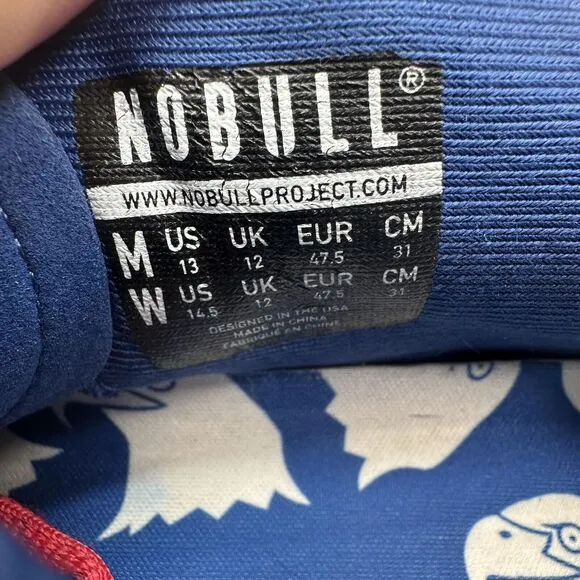 NOBULL®
WWW.NOBULLPROJECT.COM
M US UK EUR CM
13 12 47.5 31
W US UK EUR CM
14.5 12 47.5 31
DESIGNED IN THE USA
MADE IN CHINA
FABRIQUÉ EN CHINE